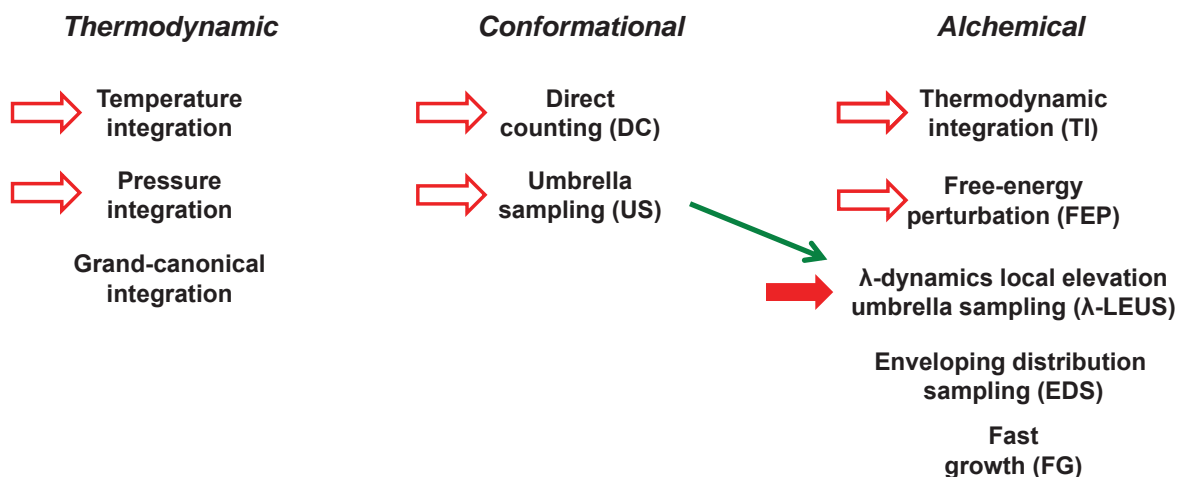 Thermodynamic
Temperature
integration
Pressure
integration
Grand-canonical
integration
Conformational
Direct
counting (DC)
Umbrella
sampling (US)
Alchemical
Thermodynamic
integration (TI)
Free-energy
perturbation (FEP)
λ-dynamics local elevation
umbrella sampling (λ-LEUS)
Enveloping distribution
sampling (EDS)
Fast
growth (FG)